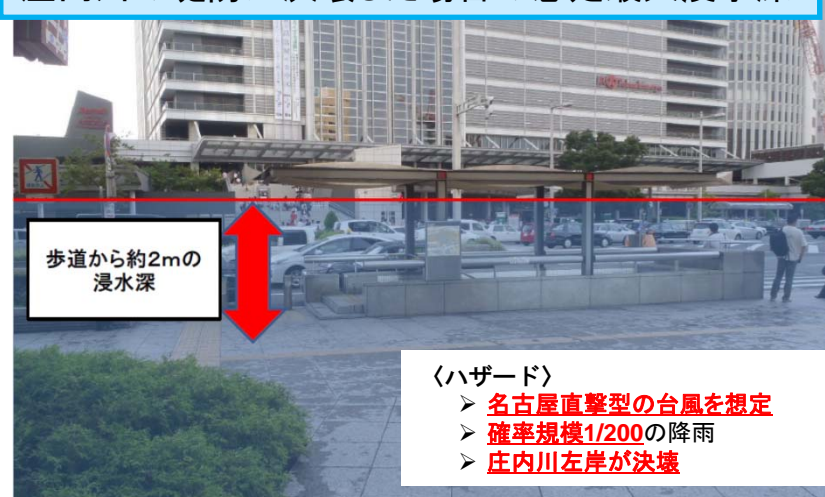 歩道から約2mの
浸水深
〈ハザード〉
➢ 名古屋直撃型の台風を想定
➢ 確率規模1/200の降雨
➢ 庄内川左岸が決壊